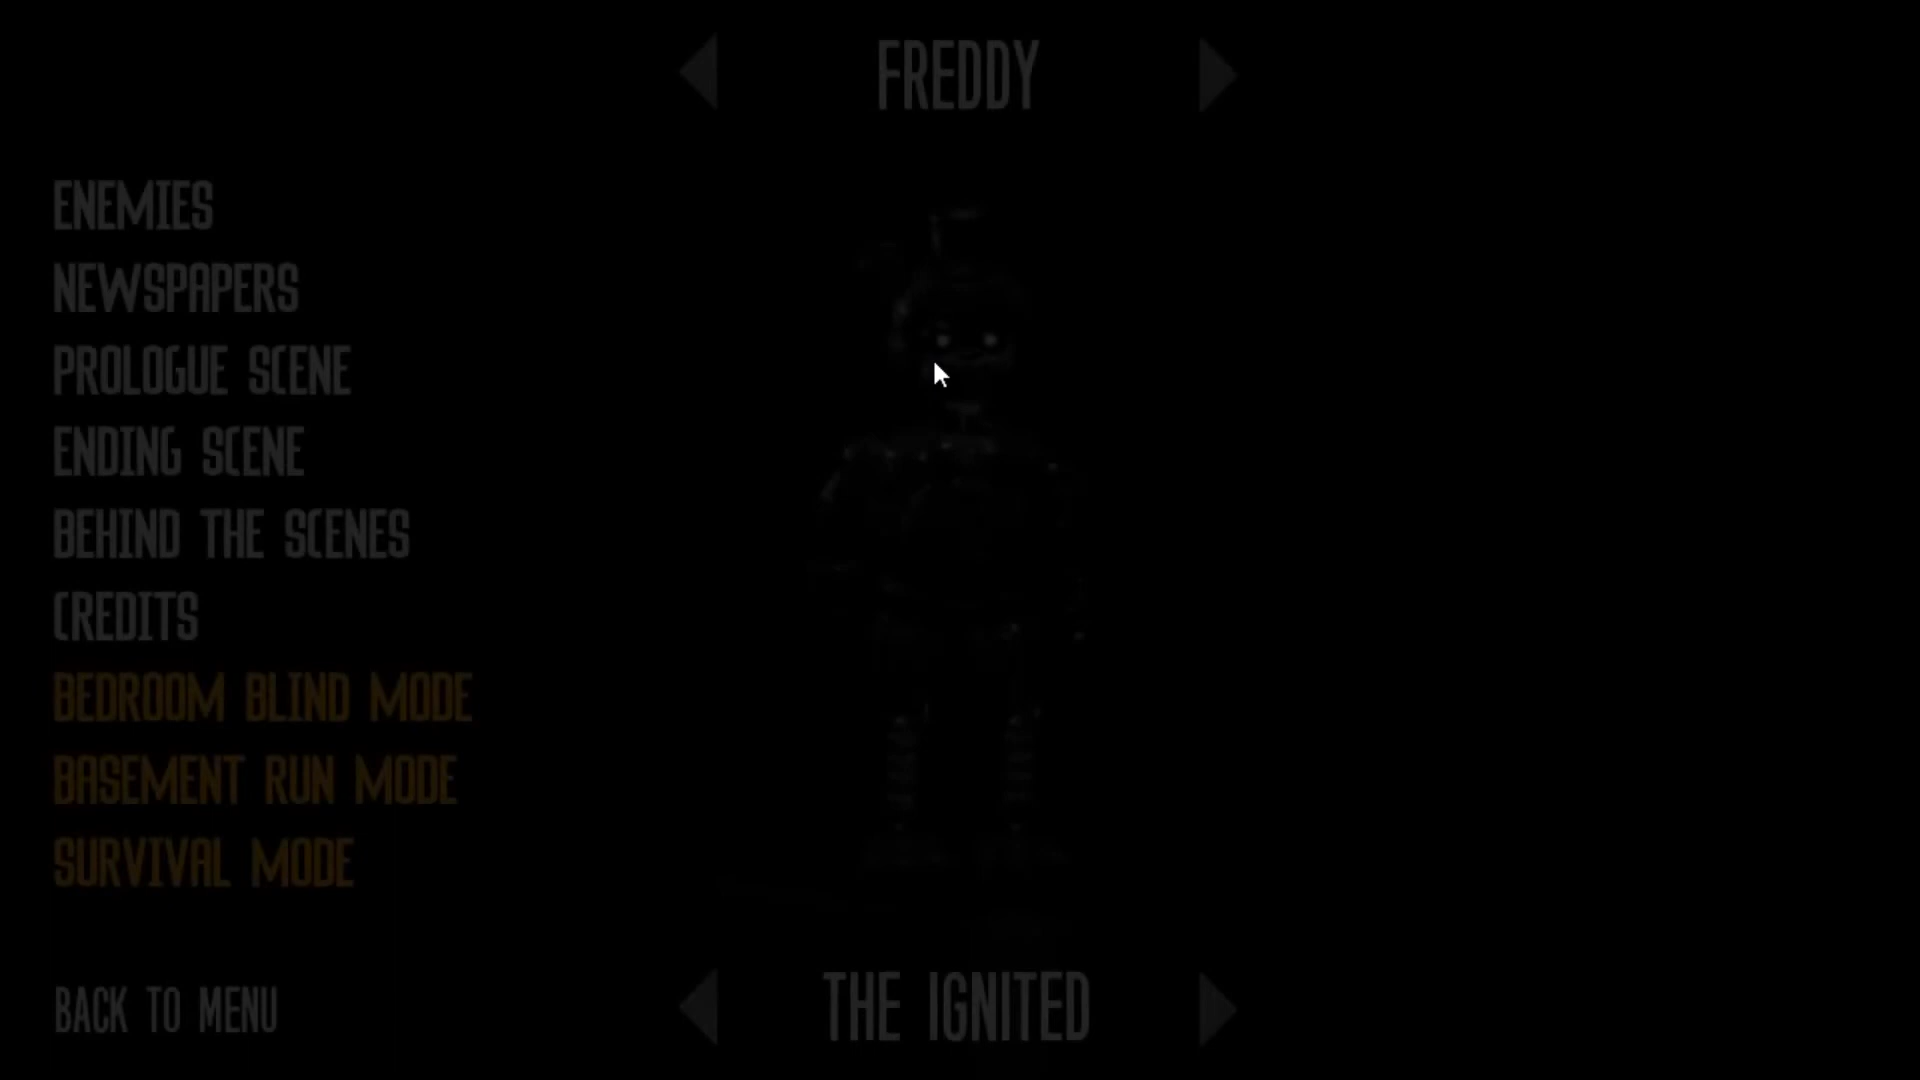 FREDDY
ENEMIES
NEWSPAPERS
PROLOGUE SCENE
ENDING SCENE
BEHIND THE SCENES
CREDITS
BEDROOM BLIND MODE
BASEMENT RUN MODE
SURVIVAL MODE
BACK TO MENU
THE IGNITED